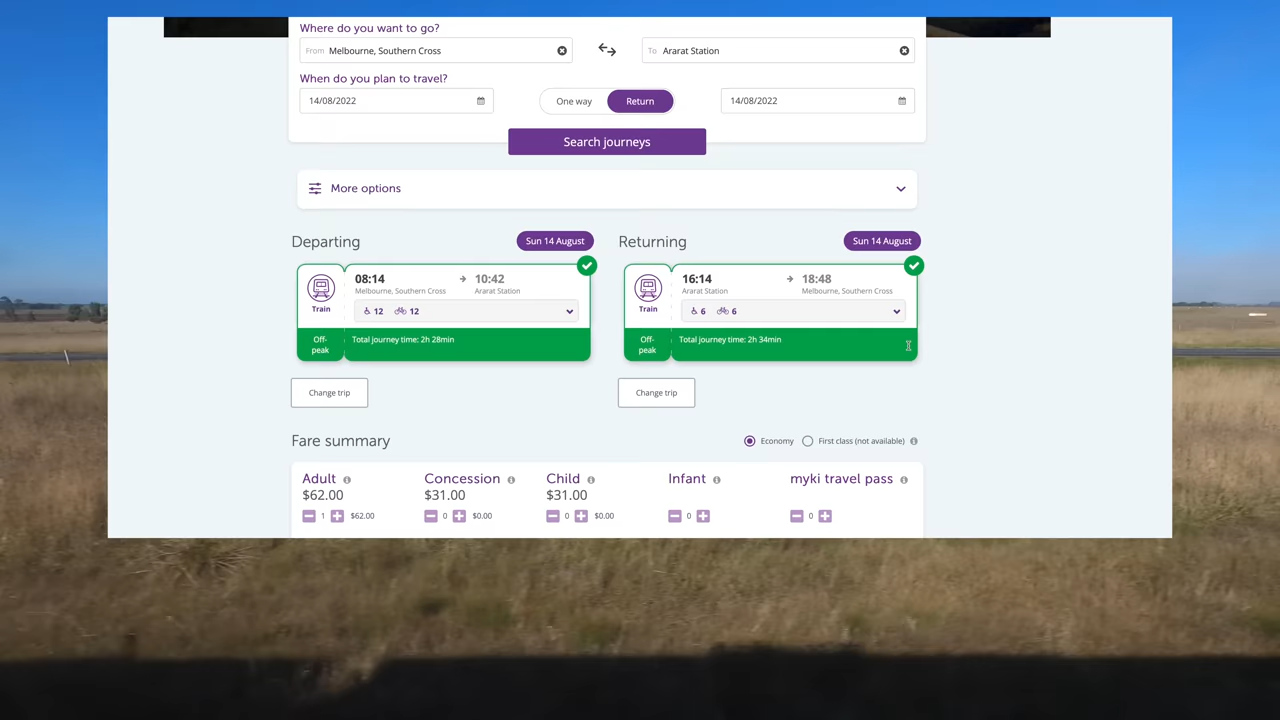 Where do you want to go?
From Melbourne, Southern Cross
To Ararat Station
When do you plan to travel?
14/08/2022
One way
Return
14/08/2022
Search journeys
More options
Departing
Sun 14 August
08:14
10:42
Melbourne, Southern Cross
Ararat Station
Train
12
12
Off-
peak
Total journey time: 2h 28min
Change trip
Returning
Sun 14 August
16:14
18:48
Ararat Station
Melbourne, Southern Cross
Train
6
6
Off-
peak
Total journey time: 2h 34min
Change trip
Fare summary
Economy
First class (not available)
Adult
$62.00
1
$62.00
Concession
$31.00
0
$0.00
Child
$31.00
0
$0.00
Infant
0
myki travel pass
0